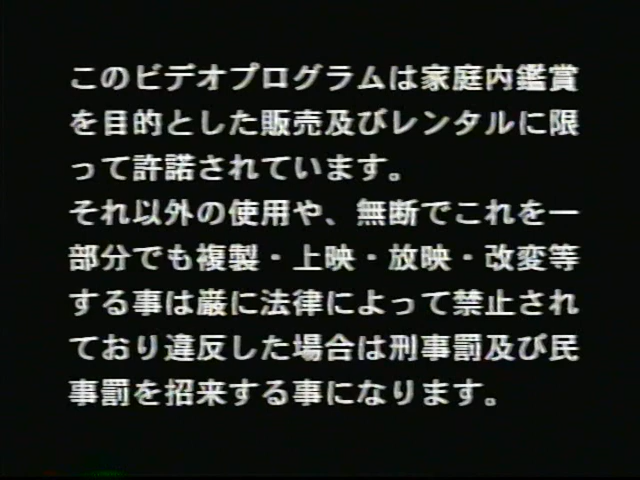 このビデオプログラムは家庭内鑑賞
を目的とした販売及びレンタルに限
って許諾されています。
それ以外の使用や、無断でこれを一
部分でも複製・上映・放映・改変等
する事は厳に法律によって禁止され
ており違反した場合は刑事罰及び民
事罰を招来する事になります。